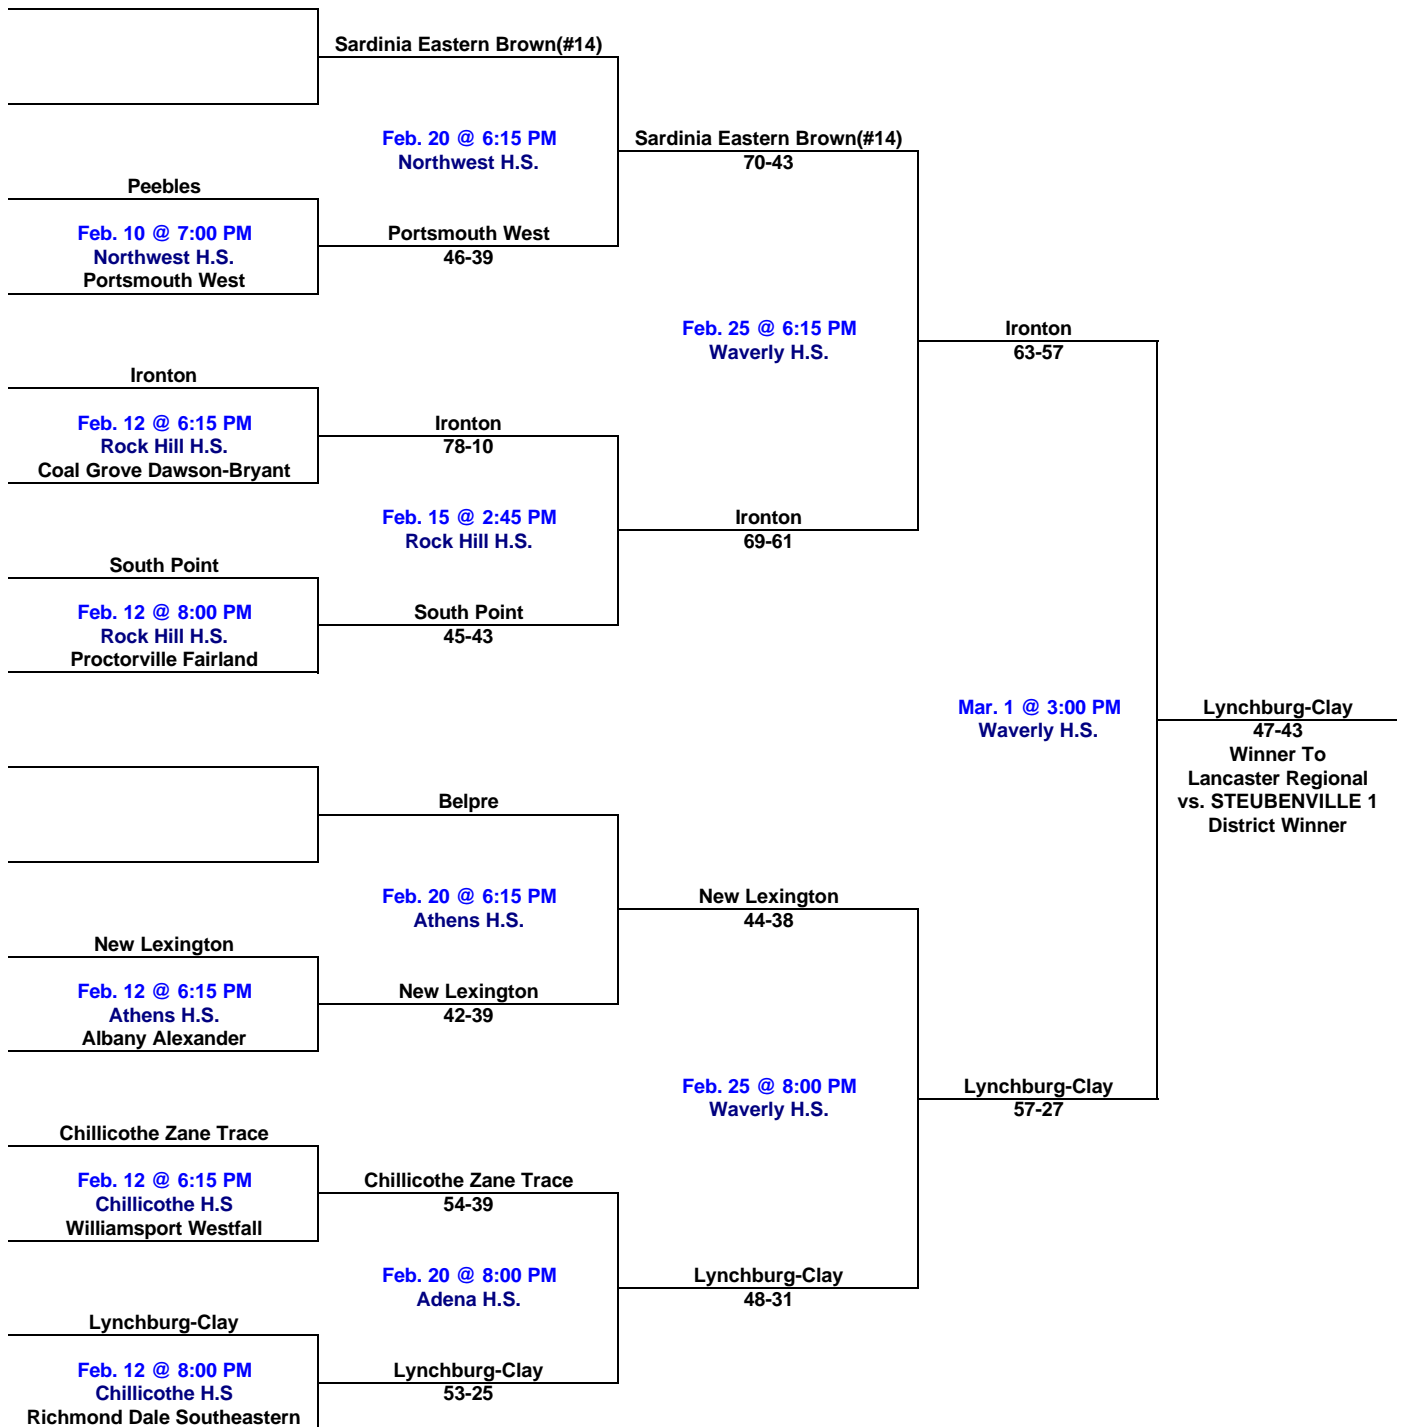 Sardinia Eastern Brown(#14)
Feb. 20 @ 6:15 PM
Northwest H.S.
Sardinia Eastern Brown(#14)
70-43
Peebles
Feb. 10 @ 7:00 PM
Northwest H.S.
Portsmouth West
Portsmouth West
46-39
Feb. 25 @ 6:15 PM
Waverly H.S.
Ironton
63-57
Ironton
Feb. 12 @ 6:15 PM
Rock Hill H.S.
Coal Grove Dawson-Bryant
Ironton
78-10
Feb. 15 @ 2:45 PM
Rock Hill H.S.
Ironton
69-61
South Point
Feb. 12 @ 8:00 PM
Rock Hill H.S.
Proctorville Fairland
South Point
45-43
Mar. 1 @ 3:00 PM
Waverly H.S.
Lynchburg-Clay
47-43
Winner To
Lancaster Regional
vs. STEUBENVILLE 1
District Winner
Belpre
Feb. 20 @ 6:15 PM
Athens H.S.
New Lexington
44-38
New Lexington
Feb. 12 @ 6:15 PM
Athens H.S.
Albany Alexander
New Lexington
42-39
Feb. 25 @ 8:00 PM
Waverly H.S.
Lynchburg-Clay
57-27
Chillicothe Zane Trace
Feb. 12 @ 6:15 PM
Chillicothe H.S
Williamsport Westfall
Chillicothe Zane Trace
54-39
Feb. 20 @ 8:00 PM
Adena H.S.
Lynchburg-Clay
48-31
Lynchburg-Clay
Feb. 12 @ 8:00 PM
Chillicothe H.S
Richmond Dale Southeastern
Lynchburg-Clay
53-25